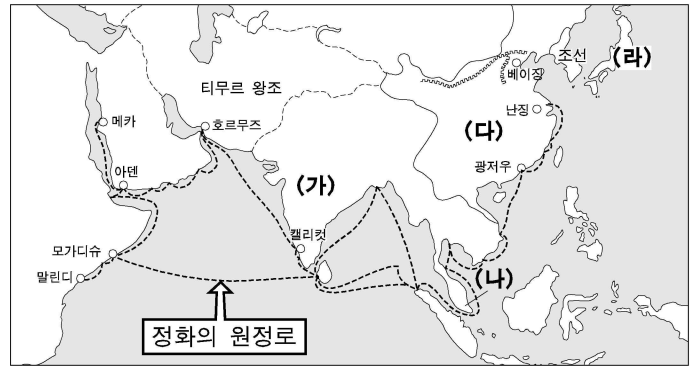 조선
(라)
베이징
티무르 왕조
메카
호르무즈
난징
(다)
광저우
아덴
(가)
캘리컷
모가디슈
말린디
(나)
정화의 원정로